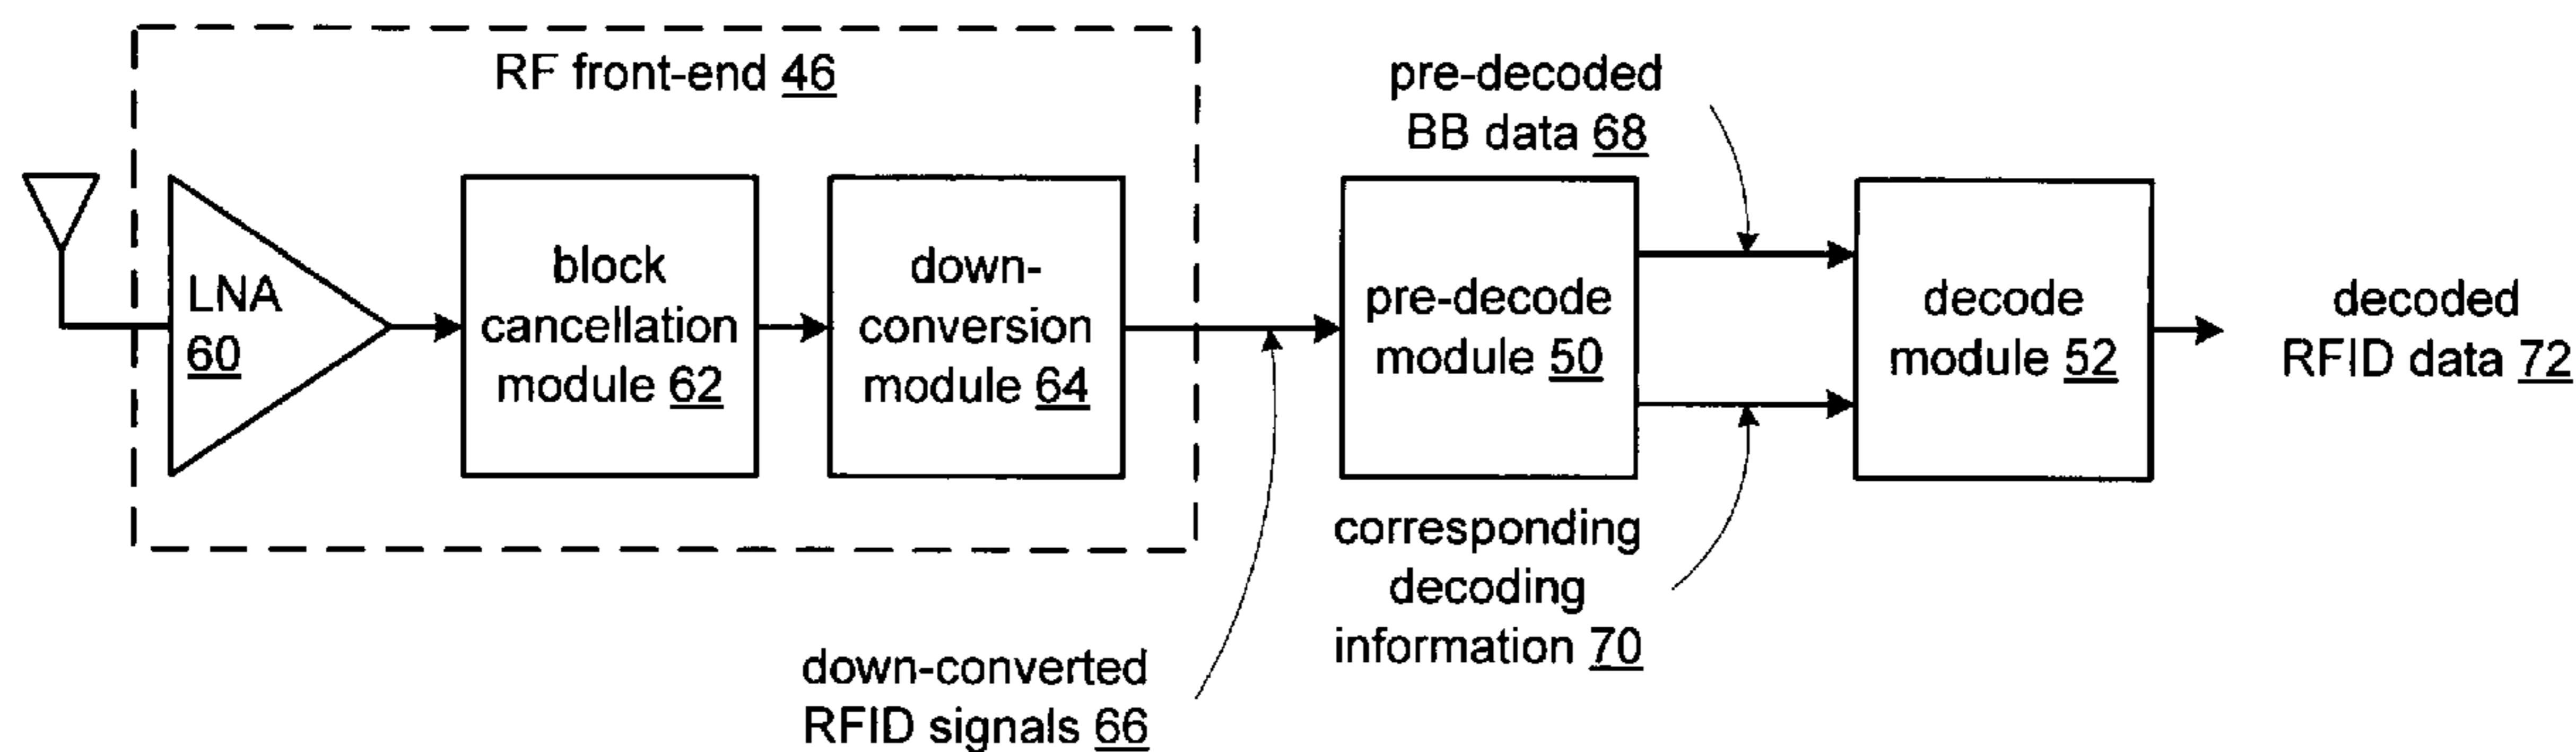 RF front-end 46
pre-decoded
BB data 68
LNA
60
block
cancellation
module 62
down-
conversion
module 64
pre-decode
module 50
decode
module 52
decoded
RFID data 72
corresponding
decoding
information 70
down-converted
RFID signals 66